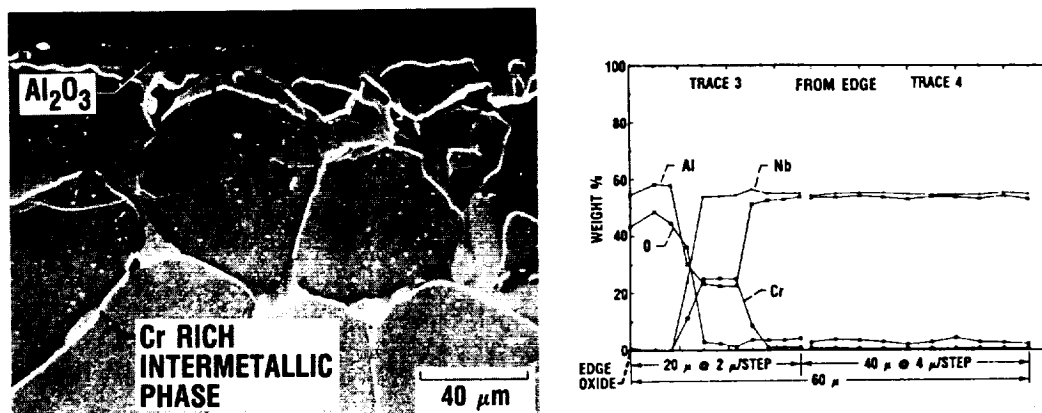 Al₂O₃
Cr RICH
INTERMETALLIC
PHASE
40 μm
100
80
60
40
20
0
WEIGHT %
TRACE 3
FROM EDGE
TRACE 4
Al
Nb
O
Cr
EDGE
OXIDE
20 μ @ 2 μ/STEP
40 μ @ 4 μ/STEP
60 μ